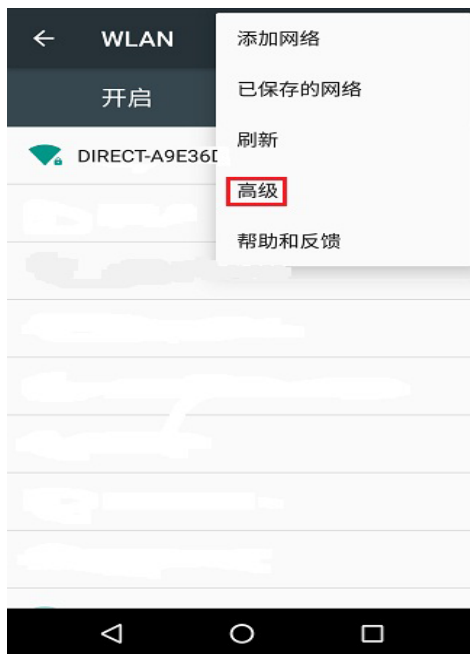 WLAN
添加网络
已保存的网络
开启
刷新
DIRECT-A9E36D
高级
帮助和反馈